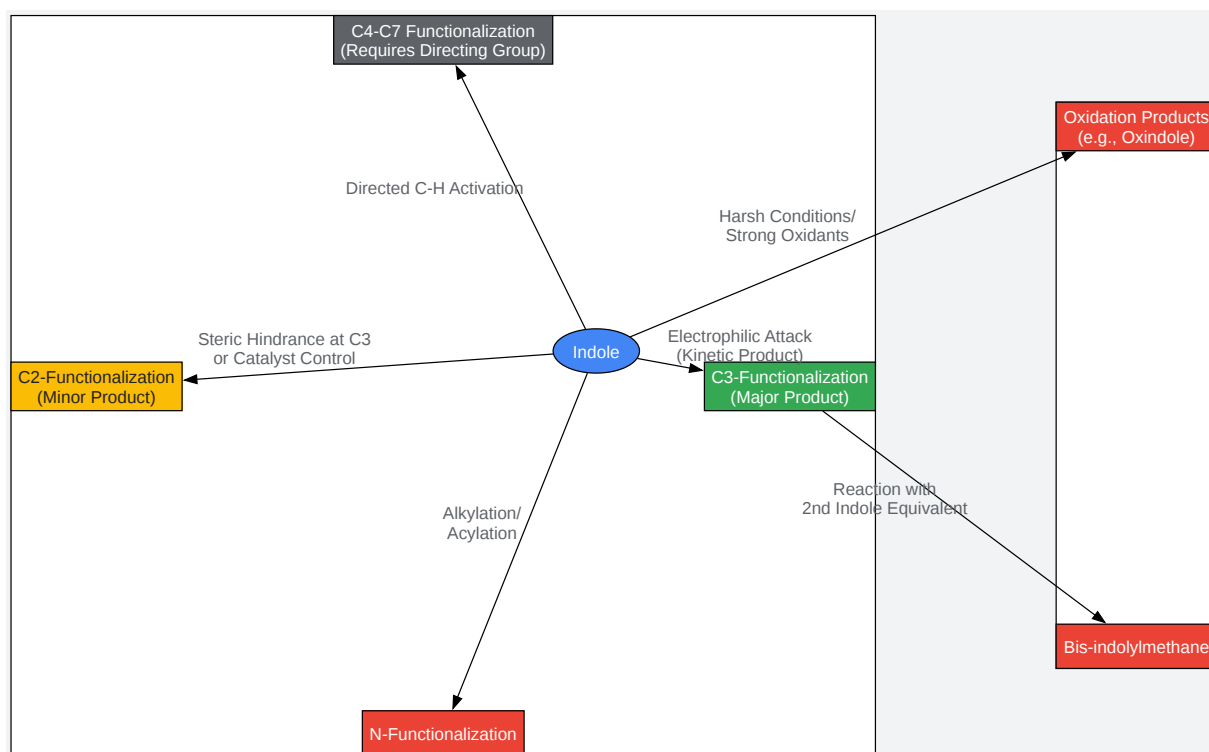 C4-C7 Functionalization
(Requires Directing Group)
Oxidation Products
(e.g., Oxindole)
Directed C-H Activation
Harsh Conditions/
Strong Oxidants
Steric Hindrance at C3
or Catalyst Control
Indole
Electrophilic Attack
(Kinetic Product)
C2-Functionalization
(Minor Product)
C3-Functionalization
(Major Product)
Reaction with
2nd Indole Equivalent
Alkylation/
Acylation
Bis-indolylmethane
N-Functionalization